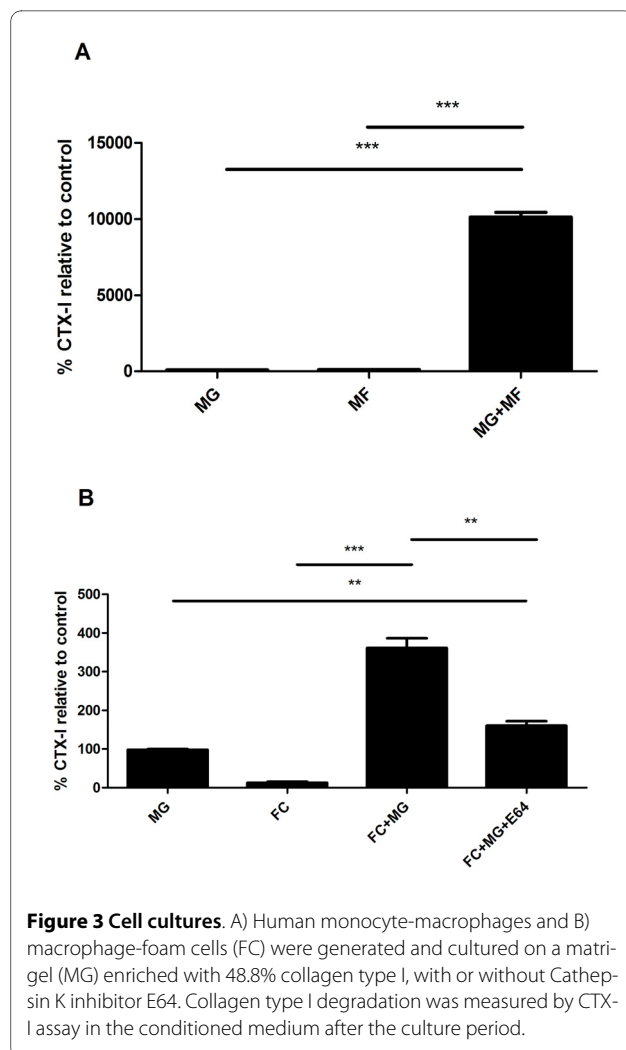 A
***
***
15000
10000
5000
0
% CTX-I relative to control
MG
MF
MG+MF
B
**
***
**
500
400
300
200
100
0
% CTX-I relative to control
MG
FC
FC+MG
FC+MG+E64
Figure 3 Cell cultures. A) Human monocyte-macrophages and B)
macrophage-foam cells (FC) were generated and cultured on a matri-
gel (MG) enriched with 48.8% collagen type I, with or without Cathep-
sin K inhibitor E64. Collagen type I degradation was measured by CTX-
I assay in the conditioned medium after the culture period.